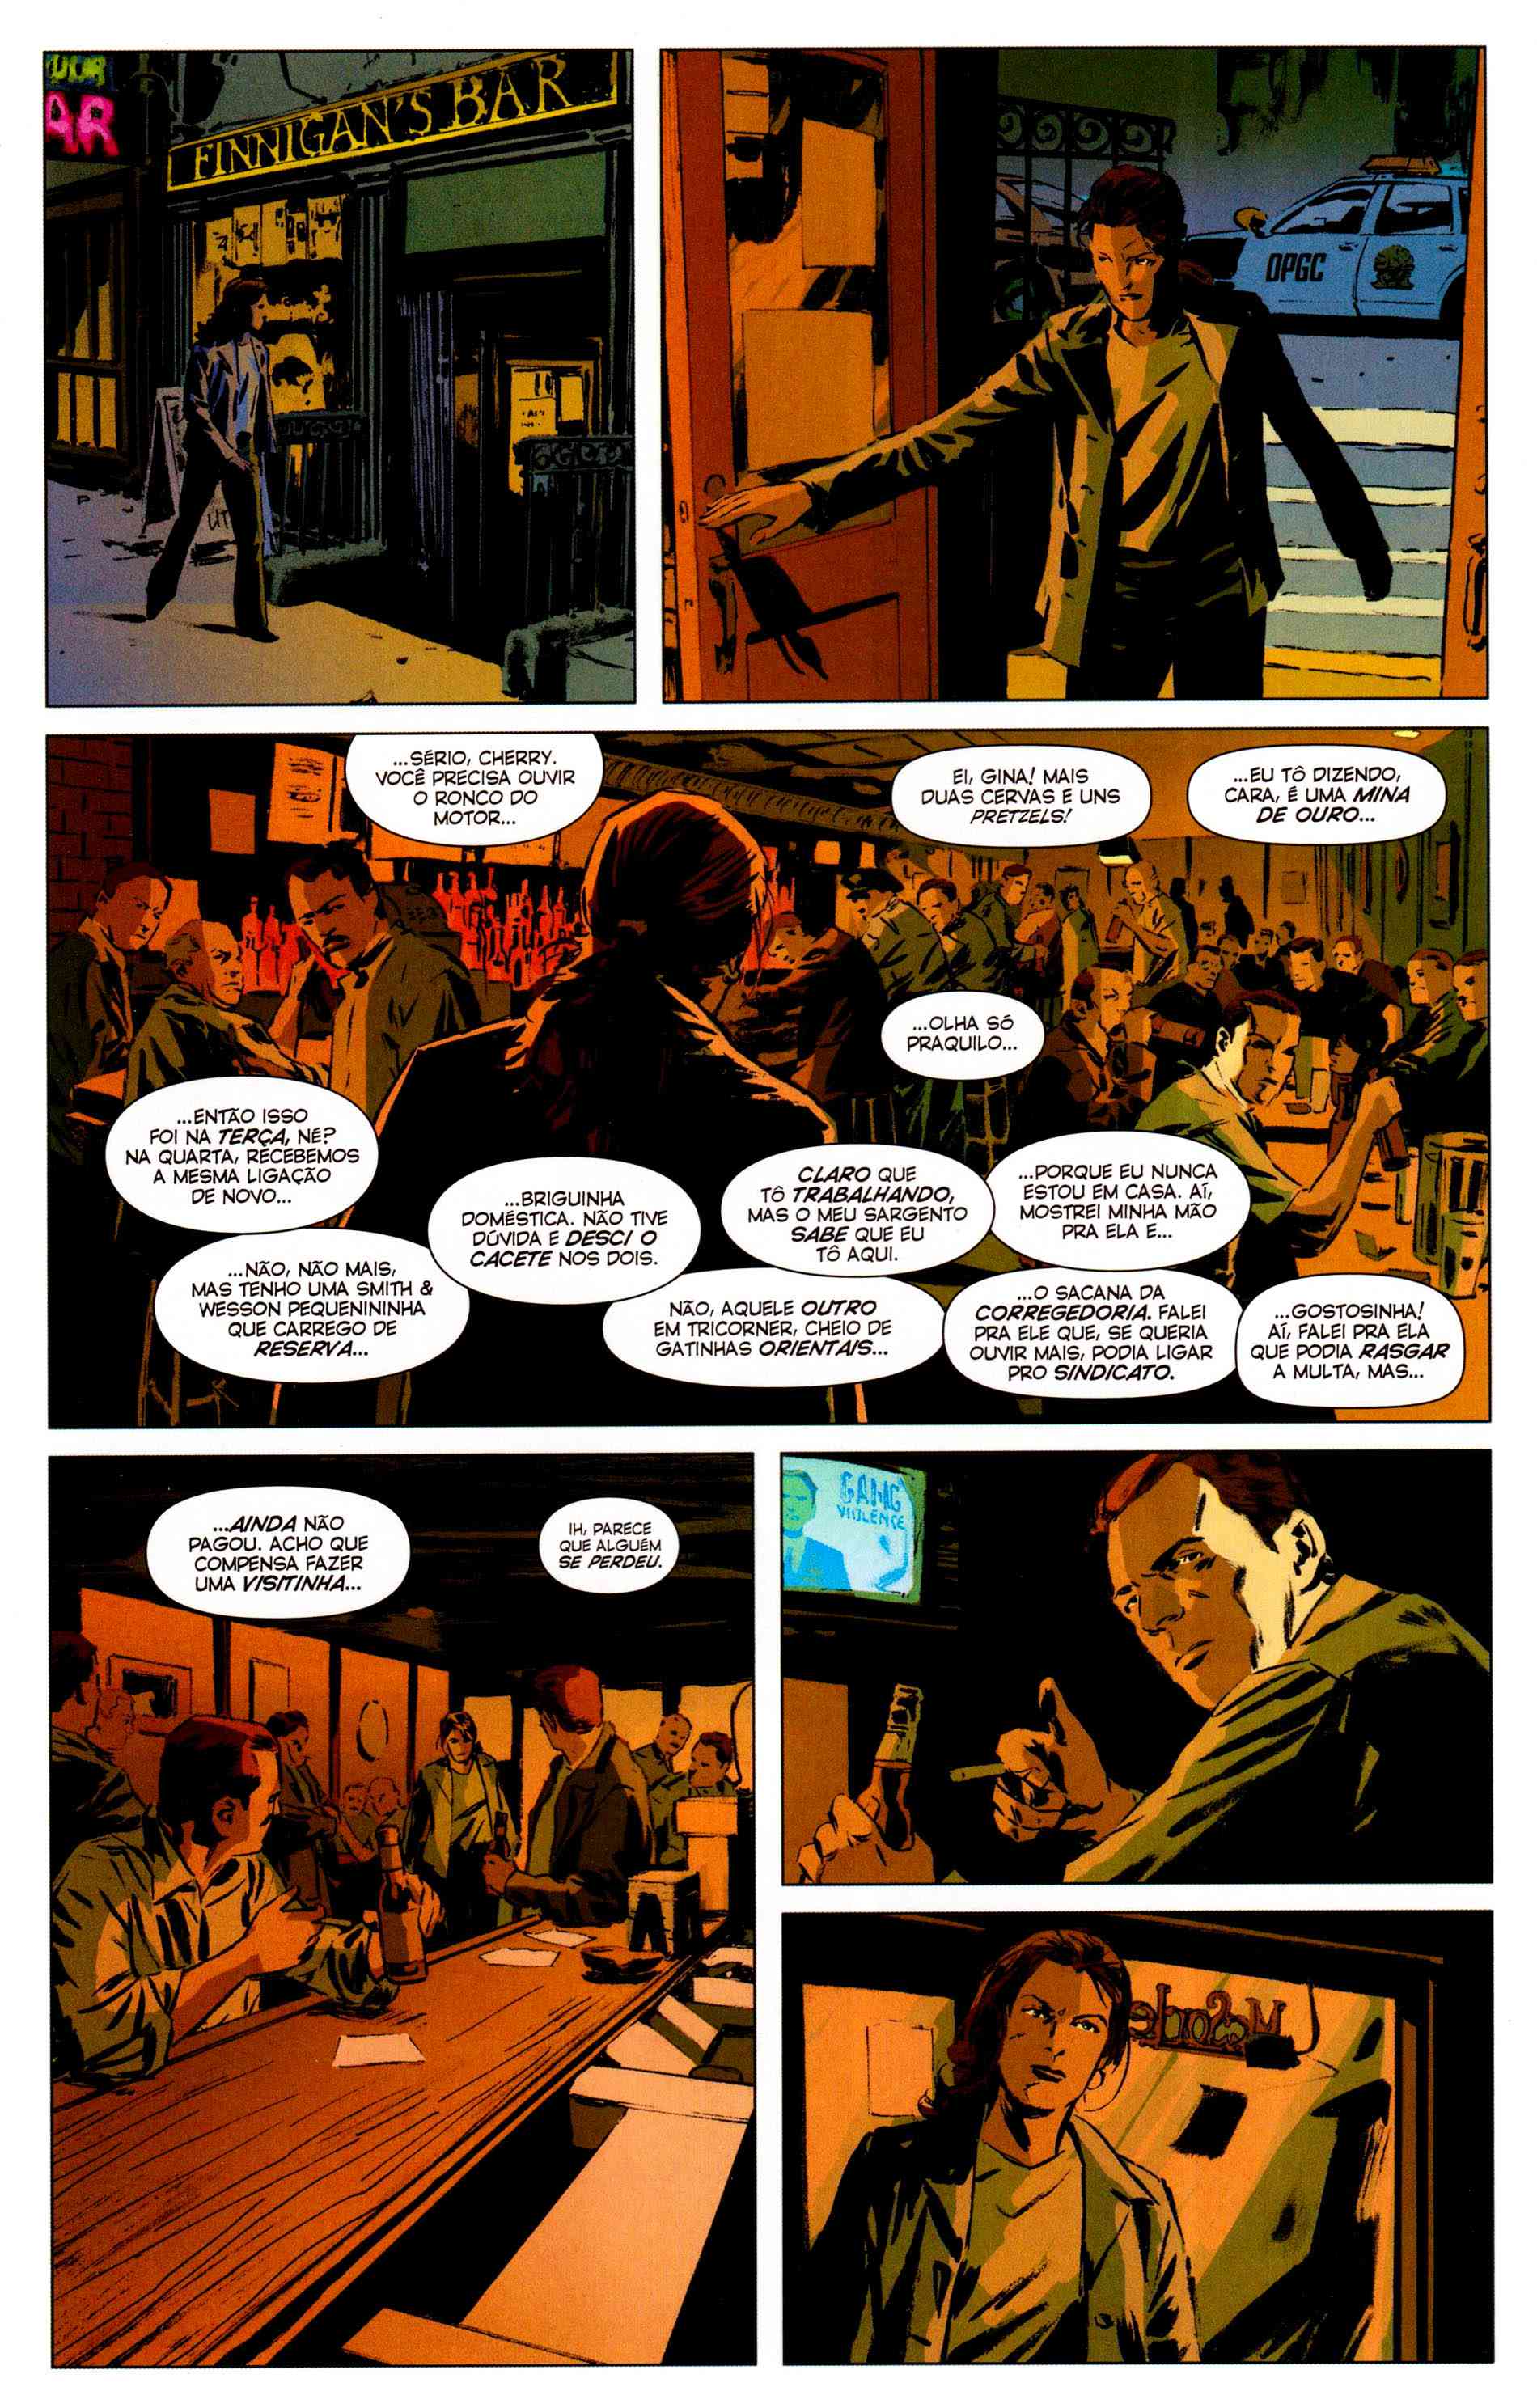 AR
FINNIGAN'S BAR
DPGC
...SÉRIO, CHERRY.
VOCÊ PRECISA OUVIR
O RONCO DO
MOTOR...
EI, GINA! MAIS
DUAS CERVAS E UNS
PRETZELS!
...EU TÔ DIZENDO,
CARA, É UMA MINA
DE OURO...
...OLHA SÓ
PRAQUILO...
...ENTÃO ISSO
FOI NA TERÇA, NÉ?
NA QUARTA, RECEBEMOS
A MESMA LIGAÇÃO
DE NOVO...
...NÃO, NÃO MAIS,
MAS TENHO UMA SMITH &
WESSON PEQUENININHA
QUE CARREGO DE
RESERVA...
...BRIGUINHA
DOMÉSTICA. NÃO TIVE
DÚVIDA E DESCI O
CACETE NOS DOIS.
CLARO QUE
TÔ TRABALHANDO,
MAS O MEU SARGENTO
SABE QUE EU
TÔ AQUI.
NÃO, AQUELE OUTRO
EM TRICORNER, CHEIO DE
GATINHAS ORIENTAIS...
...PORQUE EU NUNCA
ESTOU EM CASA. AÍ,
MOSTREI MINHA MÃO
PRA ELA E...
...O SACANA DA
CORREGEDORIA. FALEI
PRA ELE QUE, SE QUERIA
OUVIR MAIS, PODIA LIGAR
PRO SINDICATO.
...GOSTOSINHA!
AÍ, FALEI PRA ELA
QUE PODIA RASGAR
A MULTA, MAS...
...AINDA NÃO
PAGOU. ACHO QUE
COMPENSA FAZER
UMA VISITINHA...
IH, PARECE
QUE ALGUÉM
SE PERDEU.
GANG
VIOLENCE